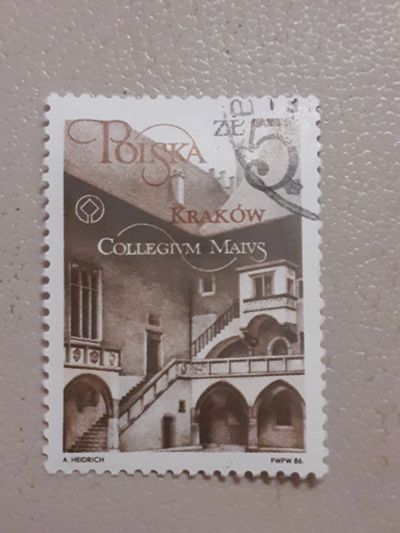 POLSKA ZŁ 5
KRAKÓW
COLLEGIVM MAIVS
A. HEIDRICH PWPW 86.